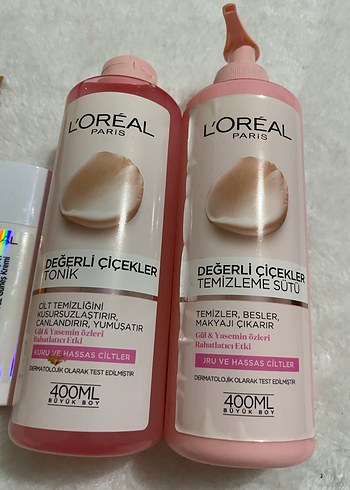 L'ORÉAL
PARIS
DEĞERLİ ÇİÇEKLER
TONİK
CİLT TEMİZLİĞİNİ
KUSURSUZLAŞTIRIR,
CANLANDIRIR, YUMUŞATIR
Gül & Yasemin özleri
Rahatlatıcı Etki
KURU VE HASSAS CİLTLER
DERMATOLOJİK OLARAK TEST EDİLMİŞTİR
400ML
BÜYÜK BOY
L'ORÉAL
PARIS
DEĞERLİ ÇİÇEKLER
TEMİZLEME SÜTÜ
TEMİZLER, BESLER,
MAKYAJI ÇIKARIR
Gül & Yasemin özleri
Rahatlatıcı Etki
URU VE HASSAS CİLTLER
DERMATOLOJİK OLARAK TEST EDİLMİŞTİR
400ML
BÜYÜK BOY